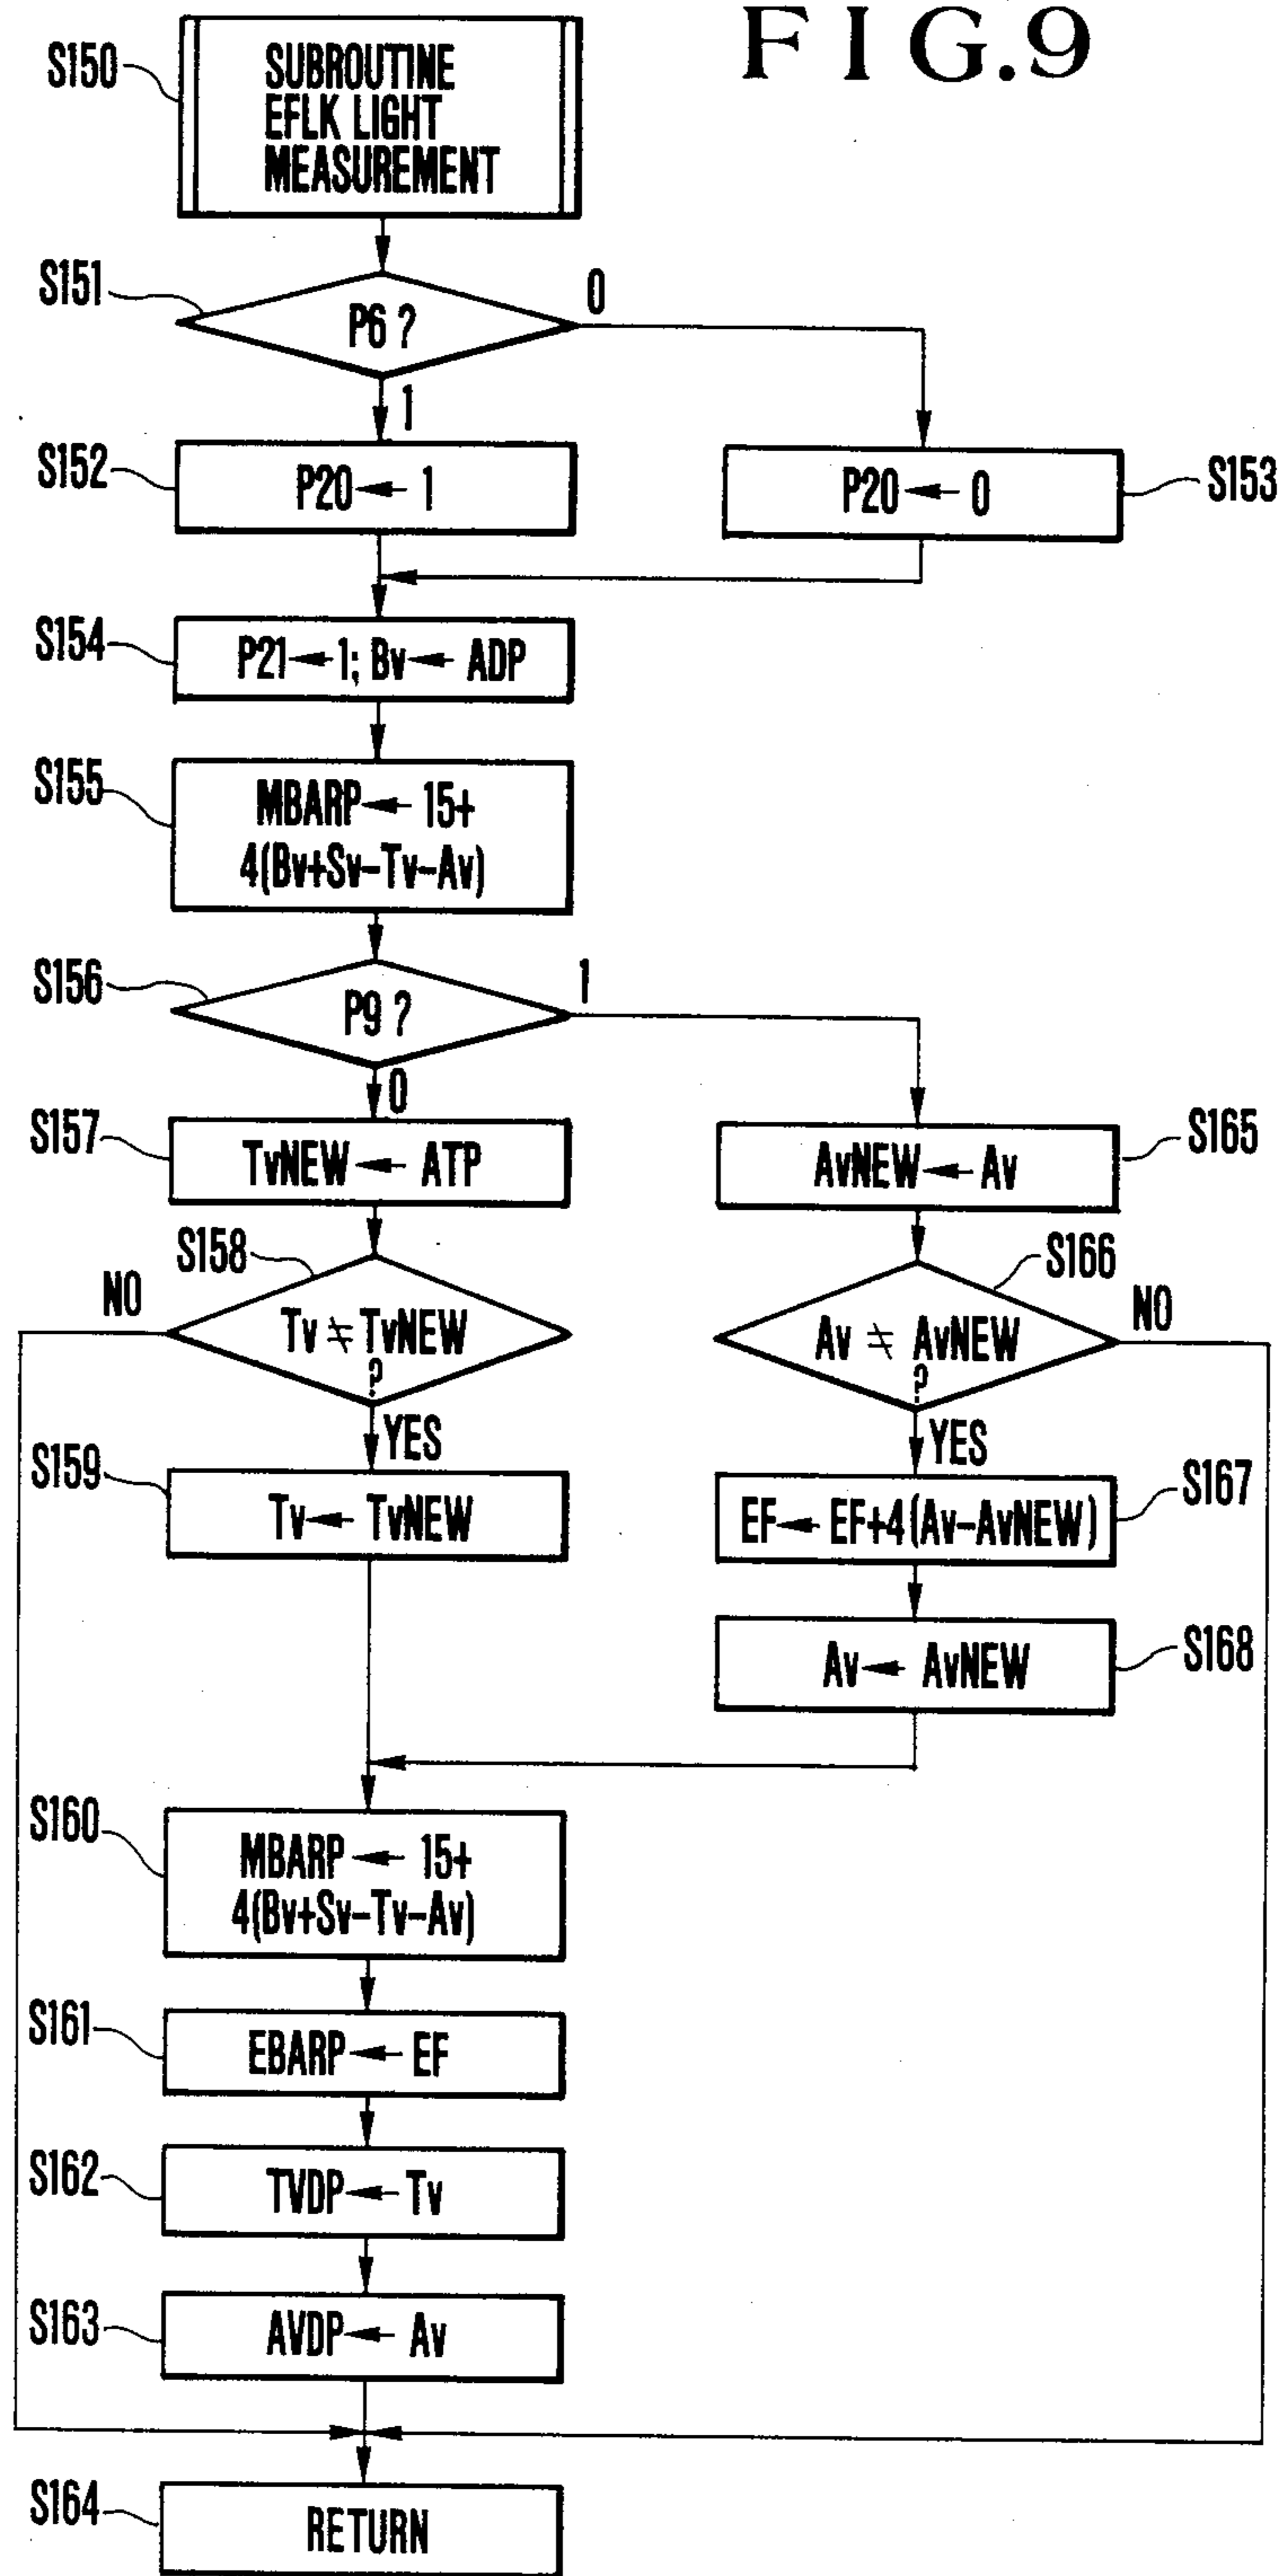 FIG.9
S150
SUBROUTINE
EFLK LIGHT
MEASUREMENT
S151
P6 ?
0
1
S152
P20 ← 1
P20 ← 0
S153
S154
P21 ← 1; Bv ← ADP
S155
MBARP ← 15+
4(Bv+Sv-Tv-Av)
S156
P9 ?
1
0
S157
TvNEW ← ATP
AvNEW ← Av
S165
S158
NO
Tv ≠ TvNEW
?
YES
S166
NO
Av ≠ AvNEW
?
YES
S159
Tv ← TvNEW
EF ← EF+4(Av-AvNEW)
S167
Av ← AvNEW
S168
S160
MBARP ← 15+
4(Bv+Sv-Tv-Av)
S161
EBARP ← EF
S162
TVDP ← Tv
S163
AVDP ← Av
S164
RETURN